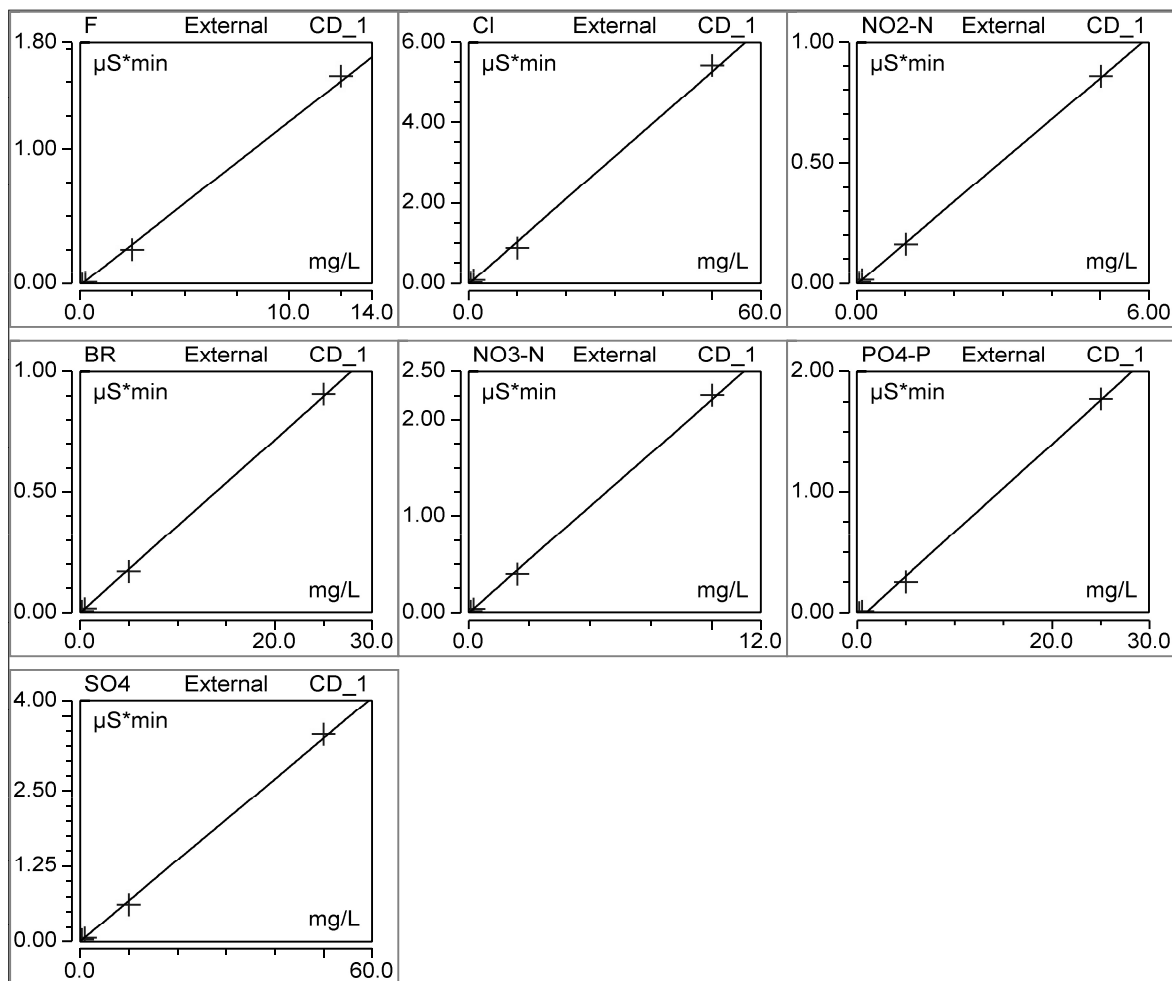 F External CD_1
1.80
µS*min
1.00
mg/L
0.00
0.0 10.0 14.0
Cl External CD_1
6.00
µS*min
4.00
2.00
mg/L
0.00
0.0 60.0
NO2-N External CD_1
1.00
µS*min
0.50
mg/L
0.00
0.00 6.00
BR External CD_1
1.00
µS*min
0.50
mg/L
0.00
0.0 20.0 30.0
NO3-N External CD_1
2.50
µS*min
2.00
1.00
mg/L
0.00
0.0 12.0
PO4-P External CD_1
2.00
µS*min
1.00
mg/L
0.00
0.0 20.0 30.0
SO4 External CD_1
4.00
µS*min
2.50
1.25
mg/L
0.00
0.0 60.0